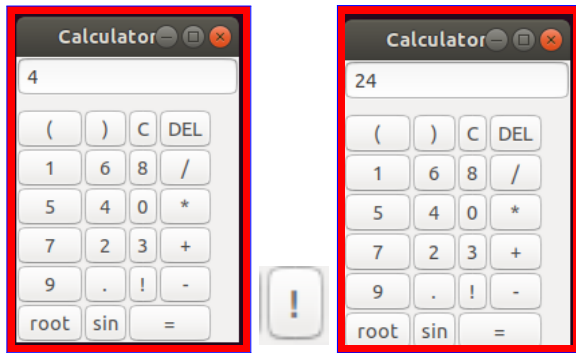 Calculator
4
( ) C DEL
1 6 8 /
5 4 0 *
7 2 3 +
9 . ! -
root sin =
!
Calculator
24
( ) C DEL
1 6 8 /
5 4 0 *
7 2 3 +
9 . ! -
root sin =